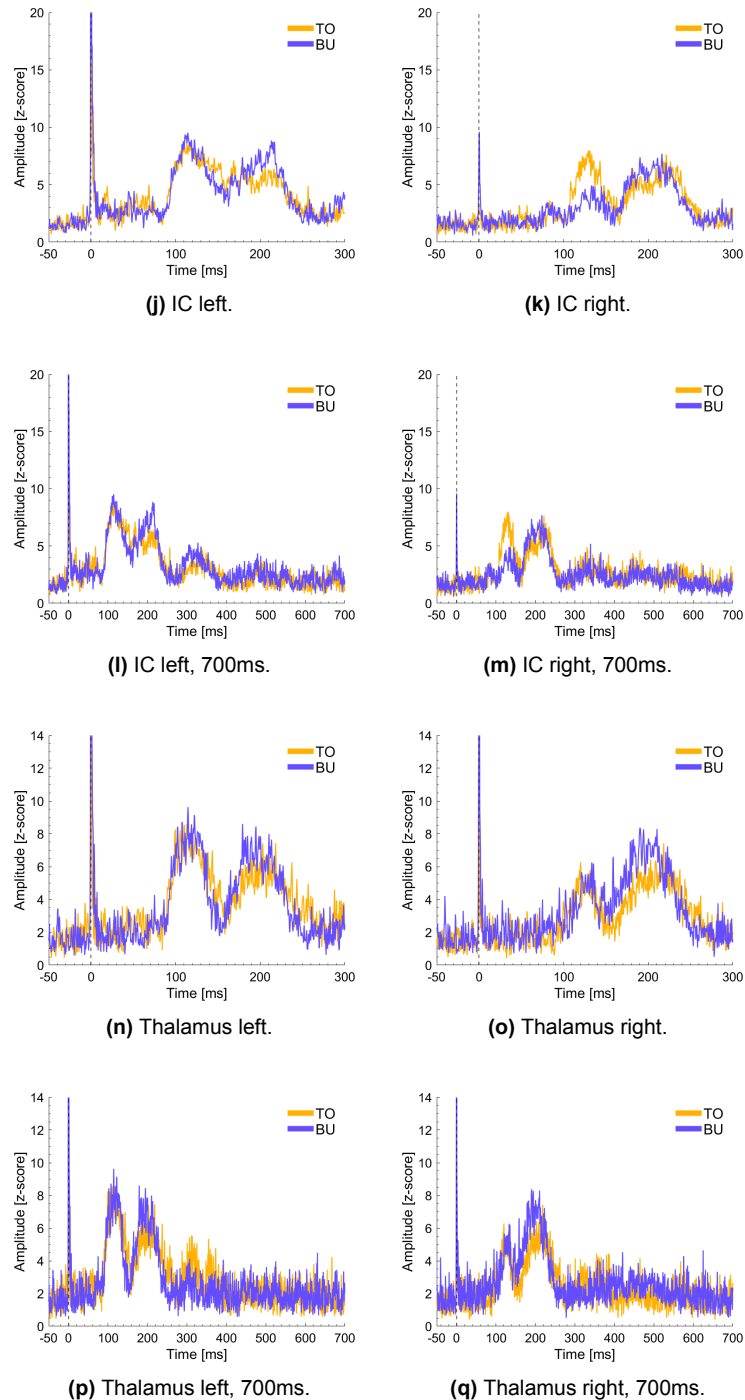 20
15
10
5
0
Amplitude [z-score]
TO
BU
-50 0 100 200 300
Time [ms]
(j) IC left.
20
15
10
5
0
Amplitude [z-score]
TO
BU
-50 0 100 200 300
Time [ms]
(k) IC right.
20
15
10
5
0
Amplitude [z-score]
TO
BU
-50 0 100 200 300 400 500 600 700
Time [ms]
(l) IC left, 700ms.
20
15
10
5
0
Amplitude [z-score]
TO
BU
-50 0 100 200 300 400 500 600 700
Time [ms]
(m) IC right, 700ms.
14
12
10
8
6
4
2
0
Amplitude [z-score]
TO
BU
-50 0 100 200 300
Time [ms]
(n) Thalamus left.
14
12
10
8
6
4
2
0
Amplitude [z-score]
TO
BU
-50 0 100 200 300
Time [ms]
(o) Thalamus right.
14
12
10
8
6
4
2
0
Amplitude [z-score]
TO
BU
-50 0 100 200 300 400 500 600 700
Time [ms]
(p) Thalamus left, 700ms.
14
12
10
8
6
4
2
0
Amplitude [z-score]
TO
BU
-50 0 100 200 300 400 500 600 700
Time [ms]
(q) Thalamus right, 700ms.